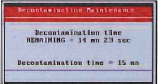 Decontamination Maintenance
Decontamination time
REMAINING = 14 mn 23 sec
Decontamination time = 15 mn